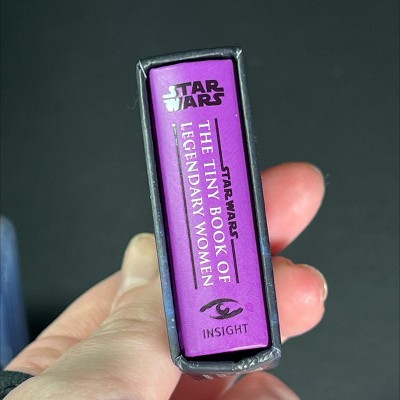 STAR
WARS
STAR WARS
THE TINY BOOK OF
LEGENDARY WOMEN
INSIGHT